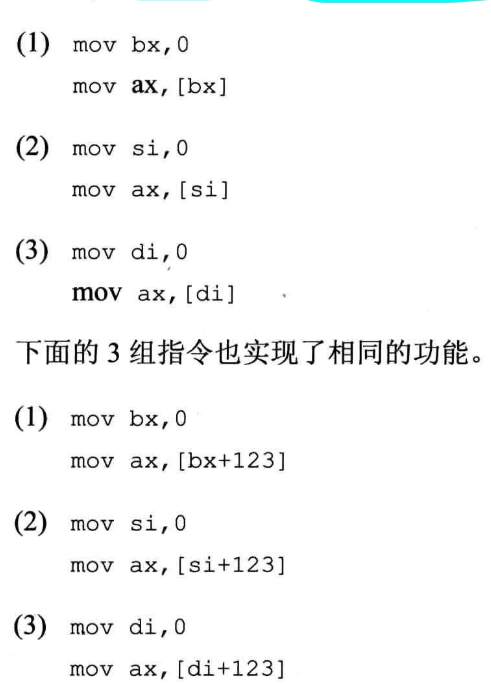 (1) mov bx,0
mov ax,[bx]
(2) mov si,0
mov ax,[si]
(3) mov di,0
mov ax,[di]
下面的 3 组指令也实现了相同的功能。
(1) mov bx,0
mov ax,[bx+123]
(2) mov si,0
mov ax,[si+123]
(3) mov di,0
mov ax,[di+123]